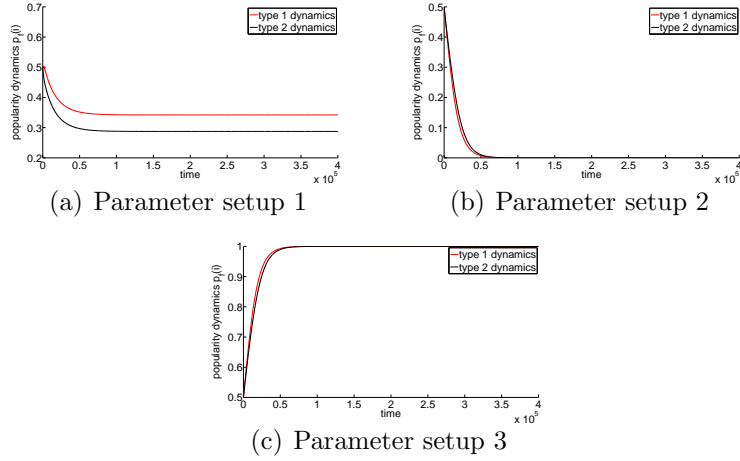 0.7
0.6
0.5
0.4
0.3
0.2
popularity dynamics p_t(i)
type 1 dynamics
type 2 dynamics
0 0.5 1 1.5 2 2.5 3 3.5 4
time
x 10^5
(a) Parameter setup 1
0.5
0.4
0.3
0.2
0.1
0
popularity dynamics p_t(i)
type 1 dynamics
type 2 dynamics
0 0.5 1 1.5 2 2.5 3 3.5 4
time
x 10^5
(b) Parameter setup 2
1
0.9
0.8
0.7
0.6
0.5
popularity dynamics p_t(i)
type 1 dynamics
type 2 dynamics
0 0.5 1 1.5 2 2.5 3 3.5 4
time
x 10^5
(c) Parameter setup 3